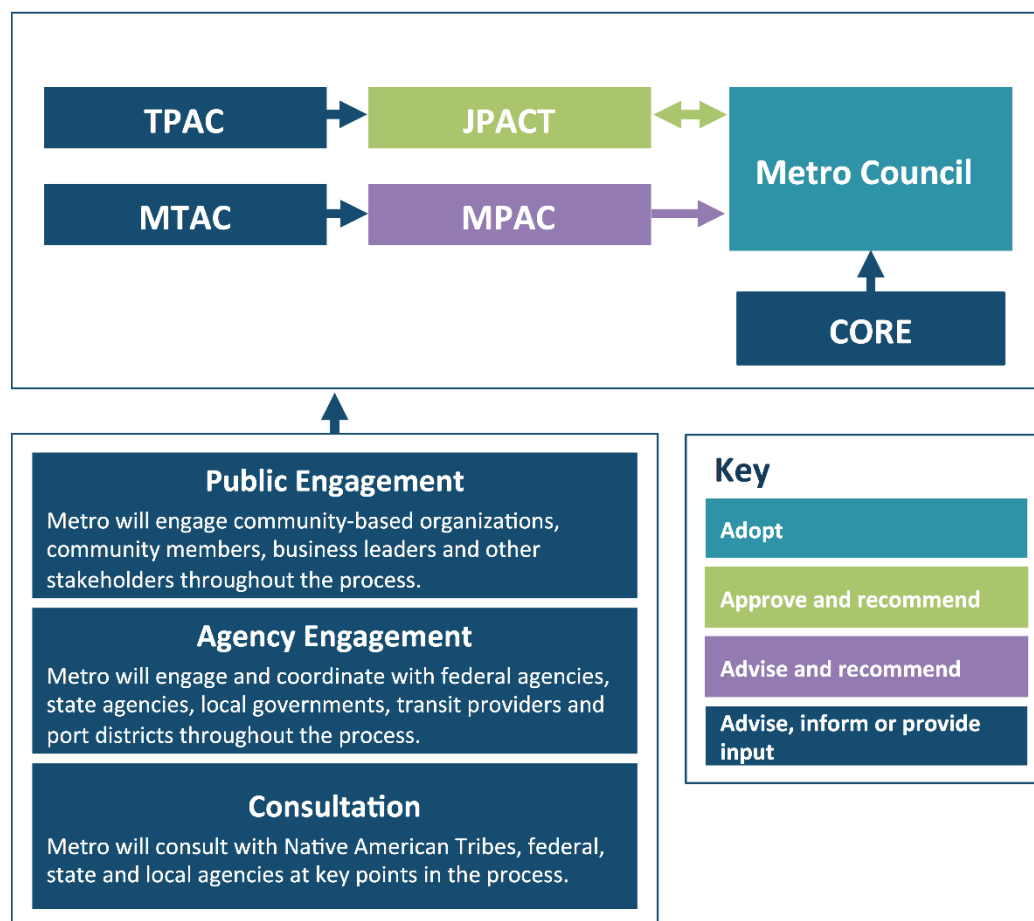 TPAC
JPACT
Metro Council
MTAC
MPAC
CORE
Public Engagement
Metro will engage community-based organizations,
community members, business leaders and other
stakeholders throughout the process.
Agency Engagement
Metro will engage and coordinate with federal agencies,
state agencies, local governments, transit providers and
port districts throughout the process.
Consultation
Metro will consult with Native American Tribes, federal,
state and local agencies at key points in the process.
Key
Adopt
Approve and recommend
Advise and recommend
Advise, inform or provide
input